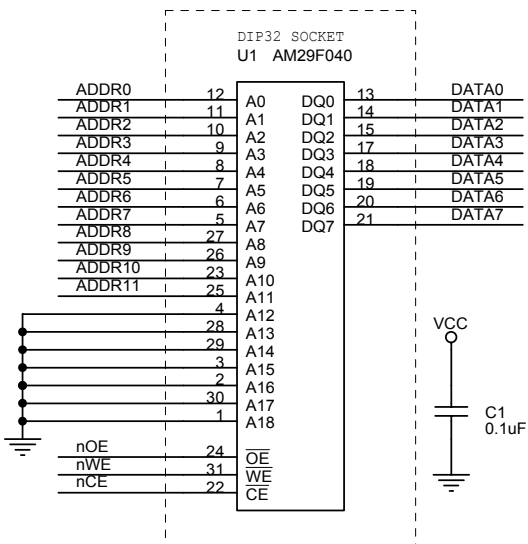 DIP32 SOCKET
U1 AM29F040
ADDR0 12 A0 DQ0 13 DATA0
ADDR1 11 A1 DQ1 14 DATA1
ADDR2 10 A2 DQ2 15 DATA2
ADDR3 9 A3 DQ3 17 DATA3
ADDR4 8 A4 DQ4 18 DATA4
ADDR5 7 A5 DQ5 19 DATA5
ADDR6 6 A6 DQ6 20 DATA6
ADDR7 5 A7 DQ7 21 DATA7
ADDR8 27 A8
ADDR9 26 A9
ADDR10 23 A10
ADDR11 25 A11
4 A12
28 A13
29 A14
3 A15
2 A16
30 A17
1 A18
nOE 24 OE
nWE 31 WE
nCE 22 CE
VCC
C1
0.1uF